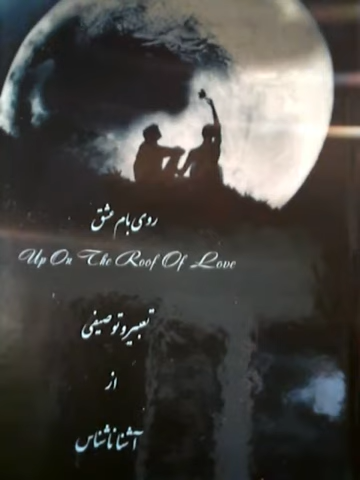 روی بام عشق
Up On The Roof Of Love
تعبیر و توصیفی
از
آشنا ناشناس